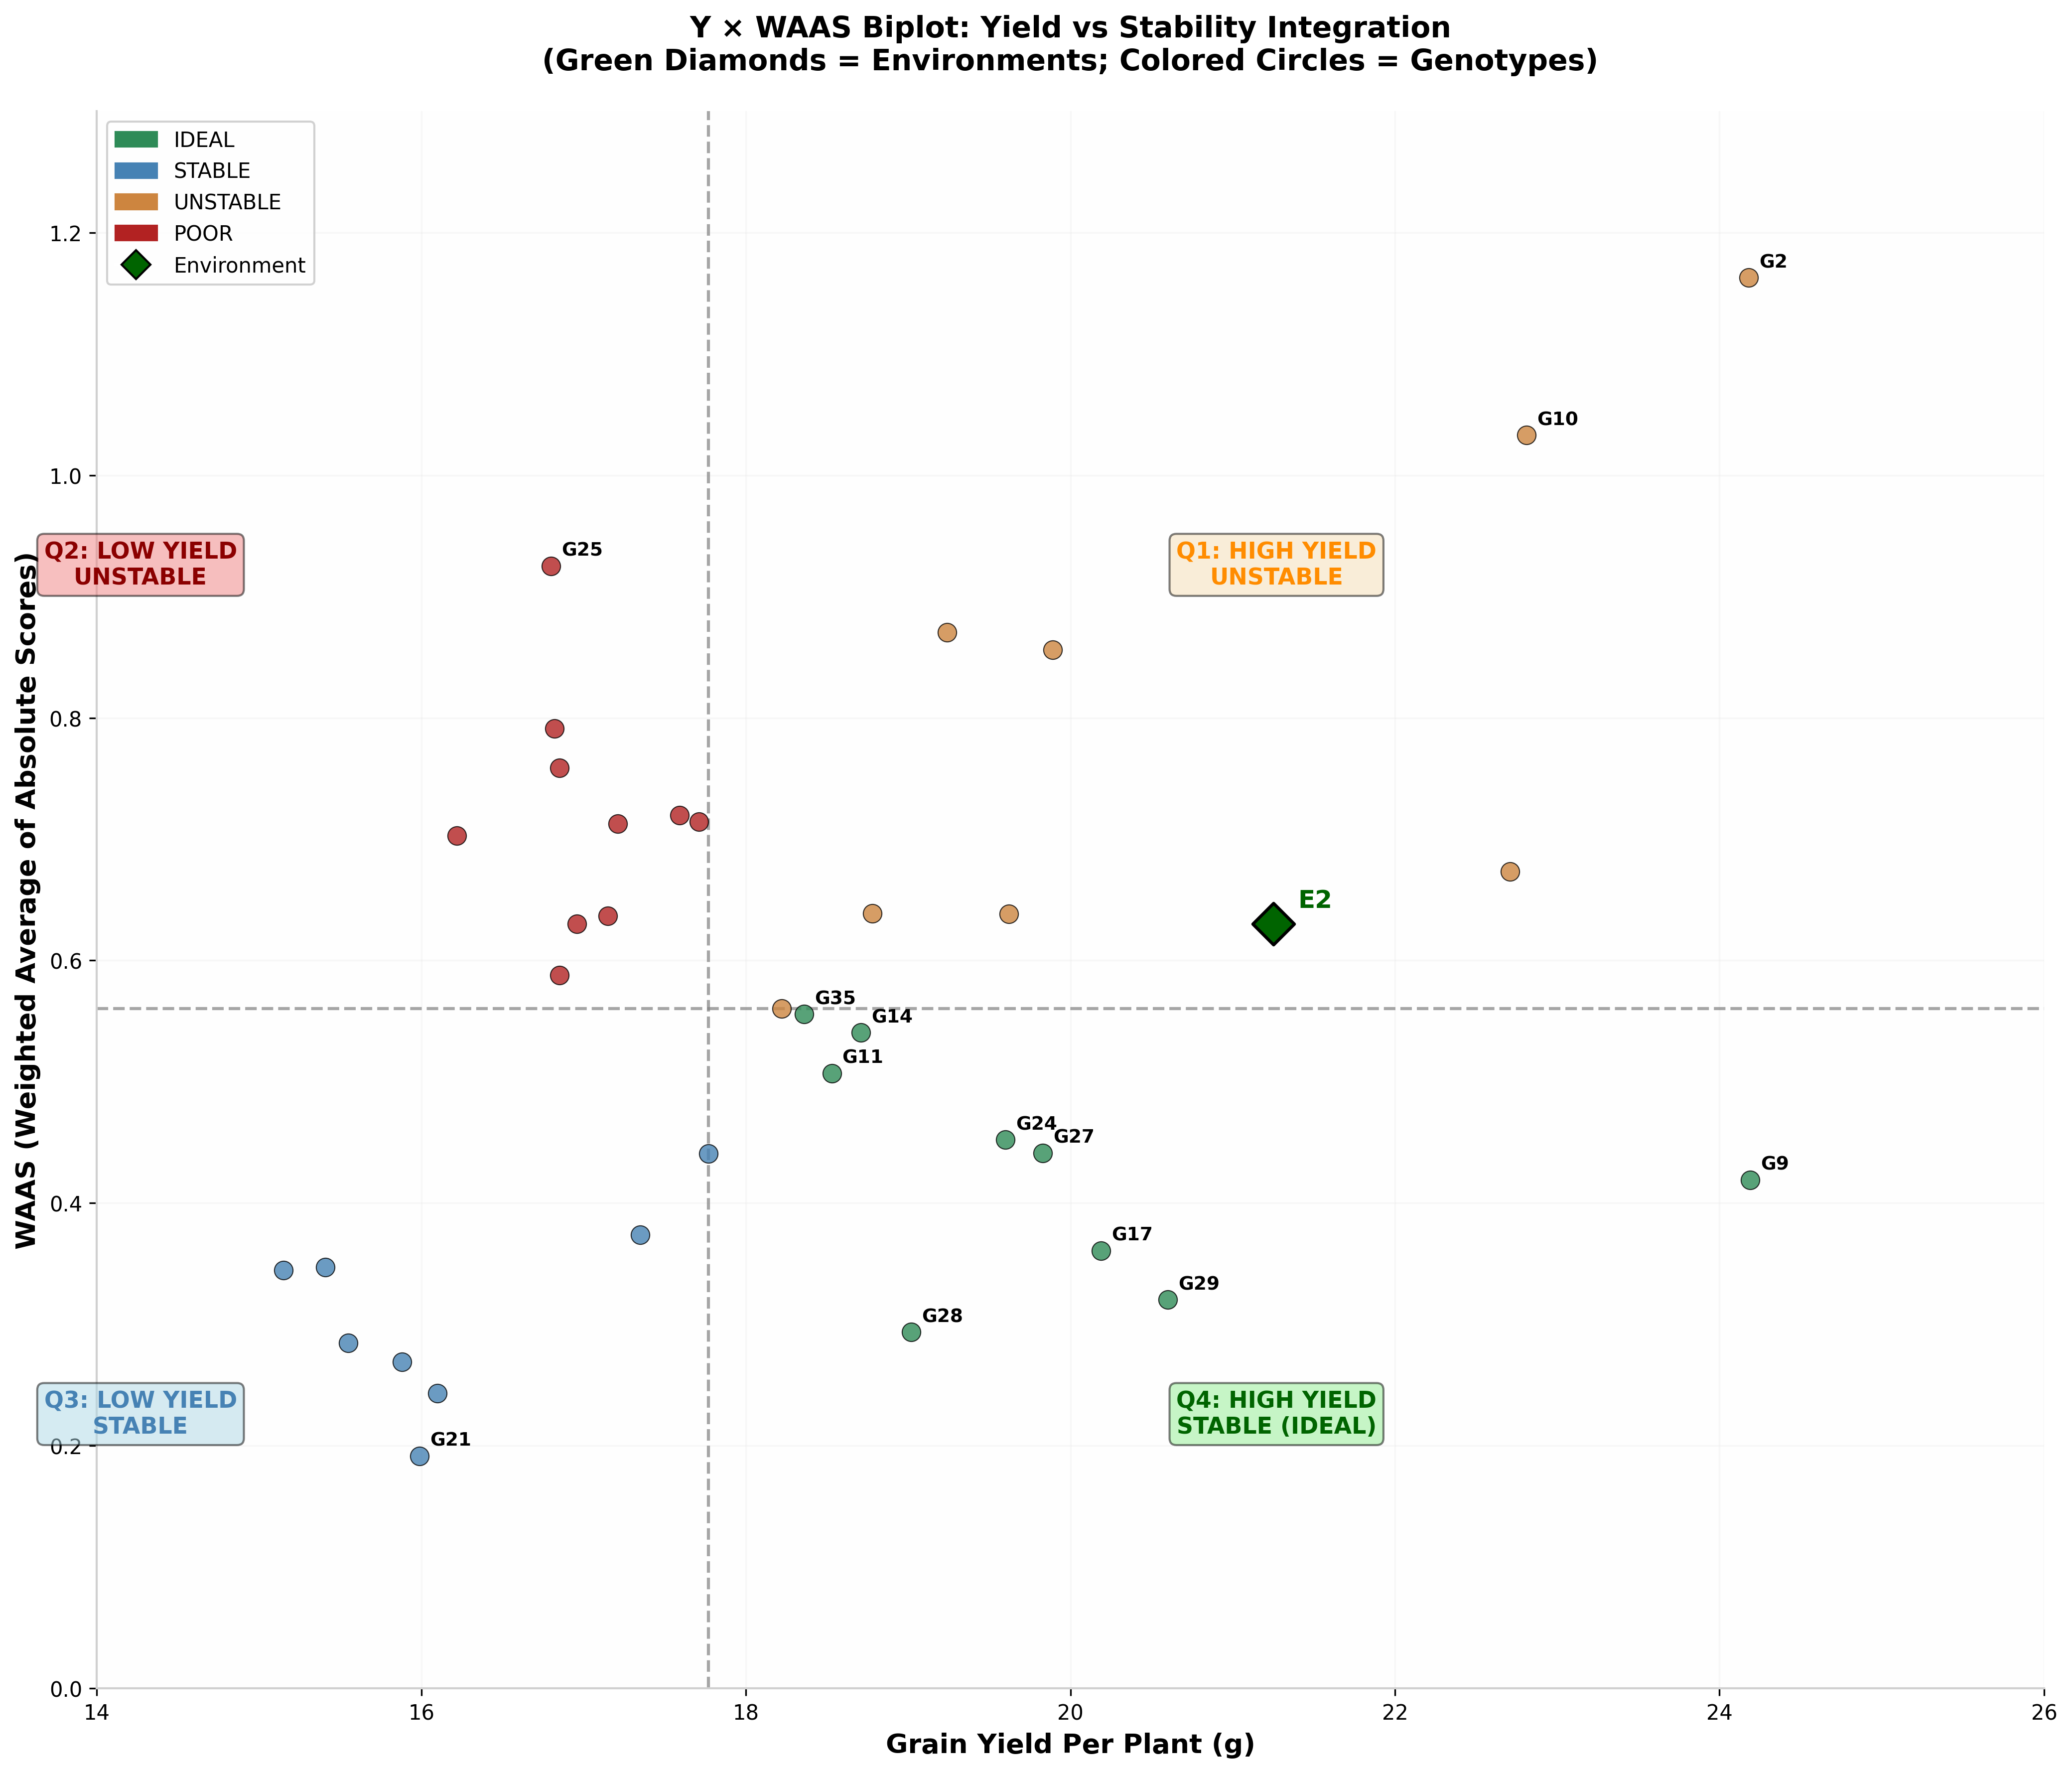 Y × WAAS Biplot: Yield vs Stability Integration
(Green Diamonds = Environments; Colored Circles = Genotypes)
IDEAL
STABLE
UNSTABLE
POOR
Environment
WAAS (Weighted Average of Absolute Scores)
1.2
1.0
0.8
0.6
0.4
0.2
0.0
G2
G10
Q2: LOW YIELD
UNSTABLE
G25
Q1: HIGH YIELD
UNSTABLE
E2
G35
G14
G11
G24
G27
G9
G17
G29
G28
Q3: LOW YIELD
STABLE
G21
Q4: HIGH YIELD
STABLE (IDEAL)
14
16
18
20
22
24
26
Grain Yield Per Plant (g)